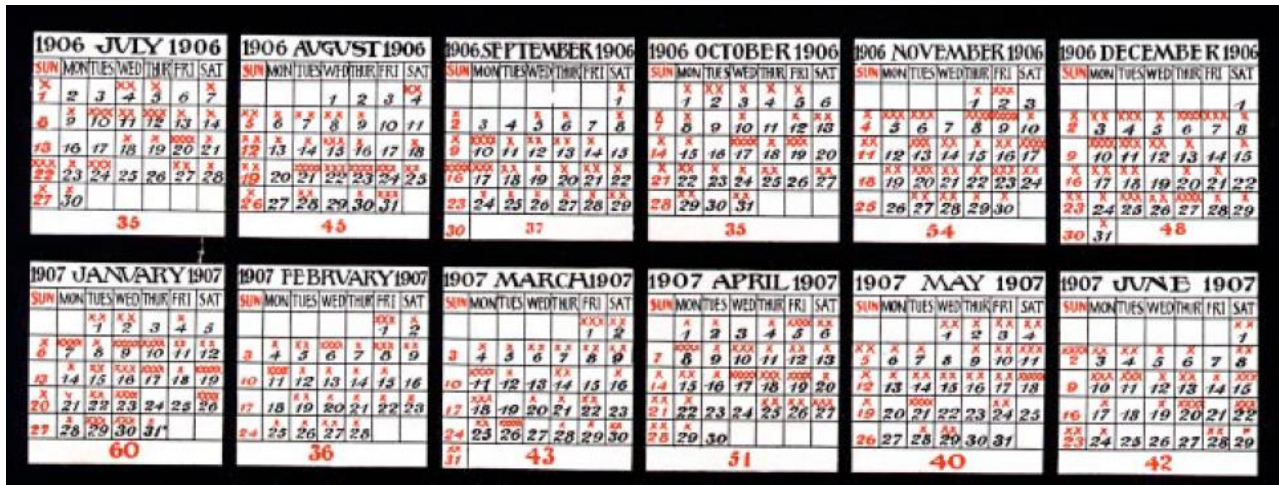 1906 JULY 1906
SUN MON TUES WED THUR FRI SAT
1 2 3 4 5 6 7
8 9 10 11 12 13 14
15 16 17 18 19 20 21
22 23 24 25 26 27 28
29 30
35
1906 AUGUST 1906
SUN MON TUES WED THUR FRI SAT
1 2 3 4
5 6 7 8 9 10 11
12 13 14 15 16 17 18
19 20 21 22 23 24 25
26 27 28 29 30 31
45
1906 SEPTEMBER 1906
SUN MON TUES WED THUR FRI SAT
1
2 3 4 5 6 7 8
9 10 11 12 13 14 15
16 17 18 19 20 21 22
23 24 25 26 27 28 29
30 37
1906 OCTOBER 1906
SUN MON TUES WED THUR FRI SAT
1 2 3 4 5 6
7 8 9 10 11 12 13
14 15 16 17 18 19 20
21 22 23 24 25 26 27
28 29 30 31
35
1906 NOVEMBER 1906
SUN MON TUES WED THUR FRI SAT
1 2 3
4 5 6 7 8 9 10
11 12 13 14 15 16 17
18 19 20 21 22 23 24
25 26 27 28 29 30
54
1906 DECEMBER 1906
SUN MON TUES WED THUR FRI SAT
1
2 3 4 5 6 7 8
9 10 11 12 13 14 15
16 17 18 19 20 21 22
23 24 25 26 27 28 29
30 31 48
1907 JANUARY 1907
SUN MON TUES WED THUR FRI SAT
1 2 3 4 5
6 7 8 9 10 11 12
13 14 15 16 17 18 19
20 21 22 23 24 25 26
27 28 29 30 31
60
1907 FEBRUARY 1907
SUN MON TUES WED THUR FRI SAT
1 2
3 4 5 6 7 8 9
10 11 12 13 14 15 16
17 18 19 20 21 22 23
24 25 26 27 28
36
1907 MARCH 1907
SUN MON TUES WED THUR FRI SAT
1 2
3 4 5 6 7 8 9
10 11 12 13 14 15 16
17 18 19 20 21 22 23
24 25 26 27 28 29 30
31 43
1907 APRIL 1907
SUN MON TUES WED THUR FRI SAT
1 2 3 4 5 6
7 8 9 10 11 12 13
14 15 16 17 18 19 20
21 22 23 24 25 26 27
28 29 30
51
1907 MAY 1907
SUN MON TUES WED THUR FRI SAT
1 2 3 4
5 6 7 8 9 10 11
12 13 14 15 16 17 18
19 20 21 22 23 24 25
26 27 28 29 30 31
40
1907 JUNE 1907
SUN MON TUES WED THUR FRI SAT
1
2 3 4 5 6 7 8
9 10 11 12 13 14 15
16 17 18 19 20 21 22
23 24 25 26 27 28 29
42